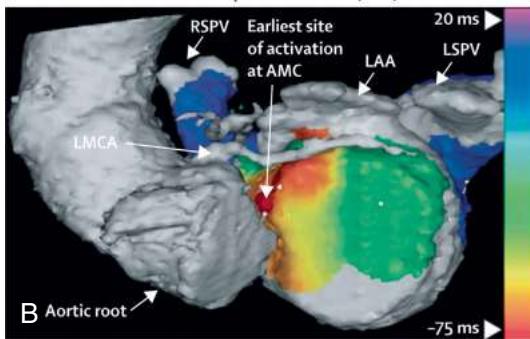 RSPV
Earliest site
of activation
at AMC
LAA
LSPV
20 ms
LMCA
B
Aortic root
−75 ms